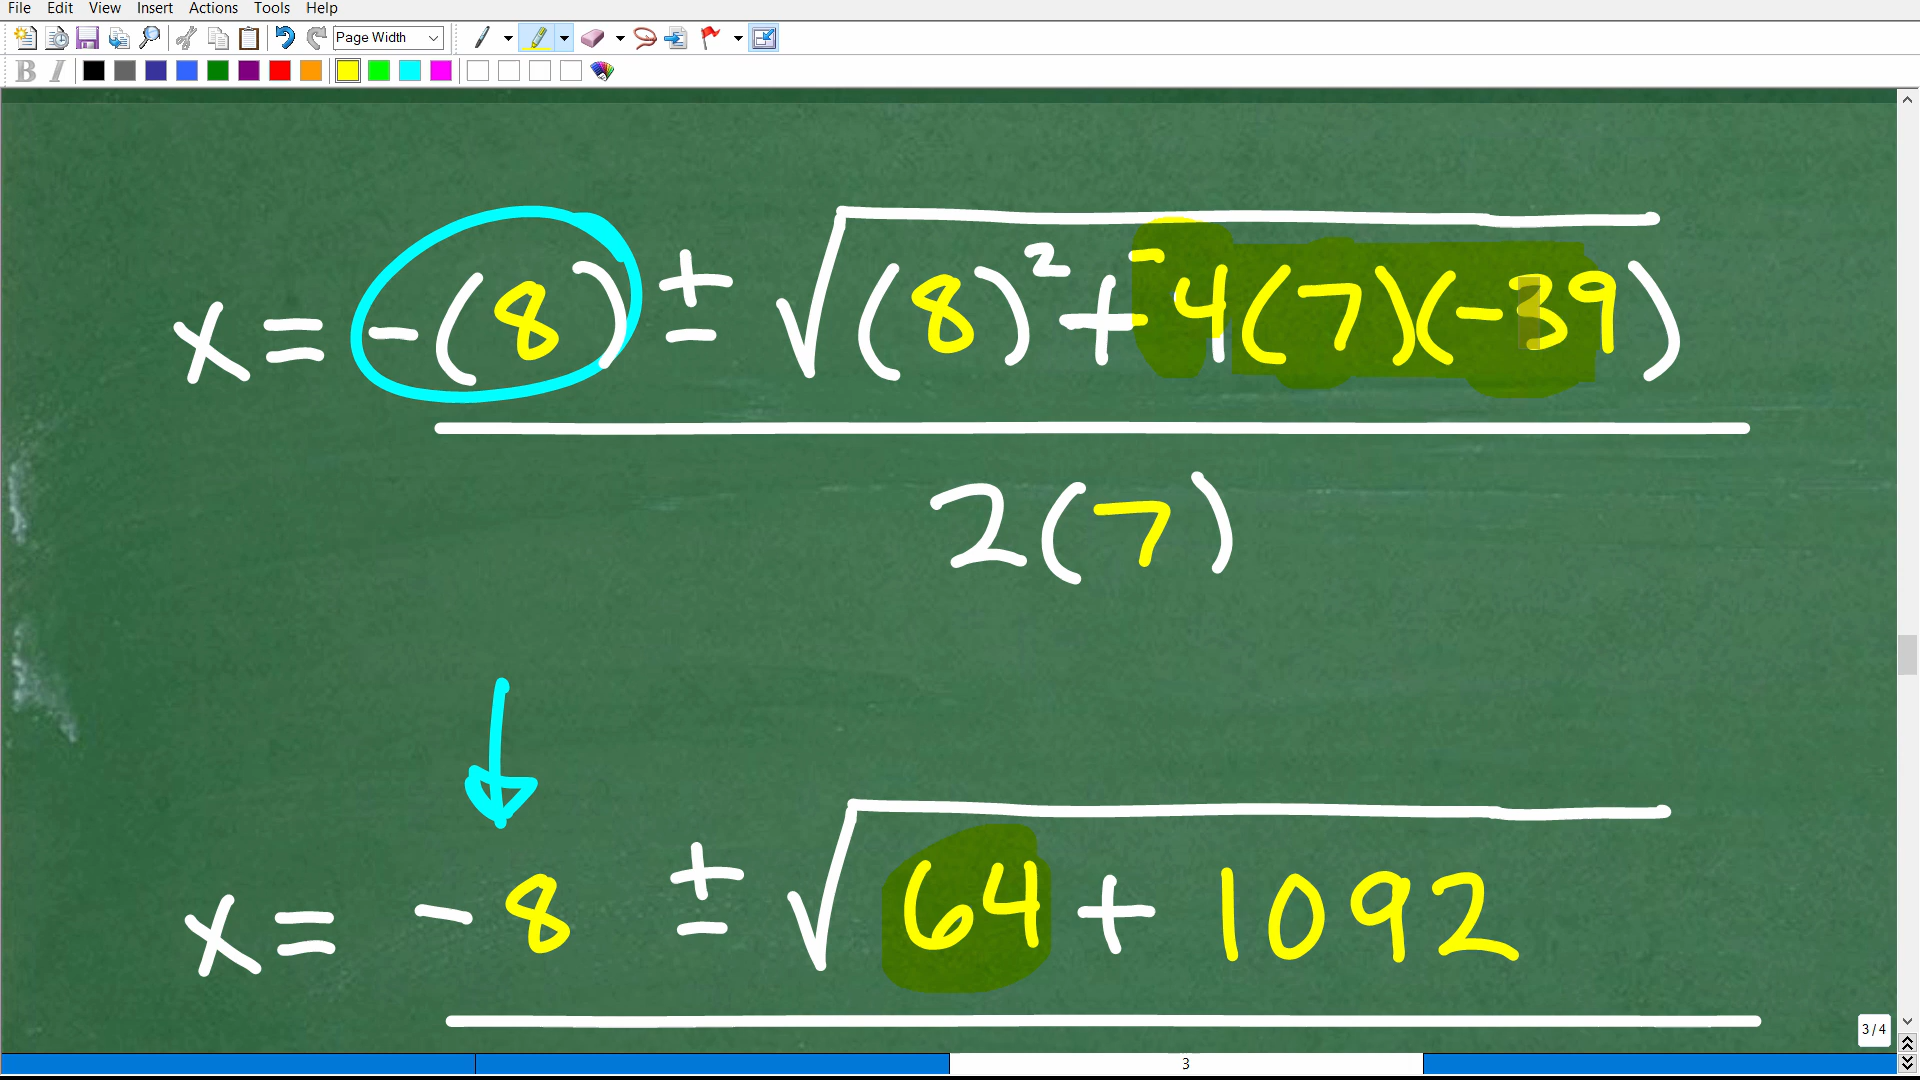 File Edit View Insert Actions Tools Help
Page Width
B I
x = -(8) ± √(8)² + -4(7)(-39)
2(7)
x = -8 ± √64 + 1092
3 / 4
3